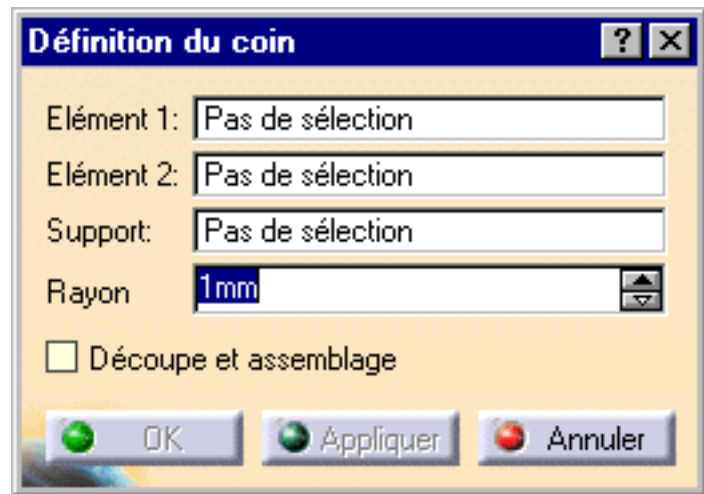 Définition du coin ? X
Elément 1: Pas de sélection
Elément 2: Pas de sélection
Support: Pas de sélection
Rayon 1mm
Découpe et assemblage
OK Appliquer Annuler